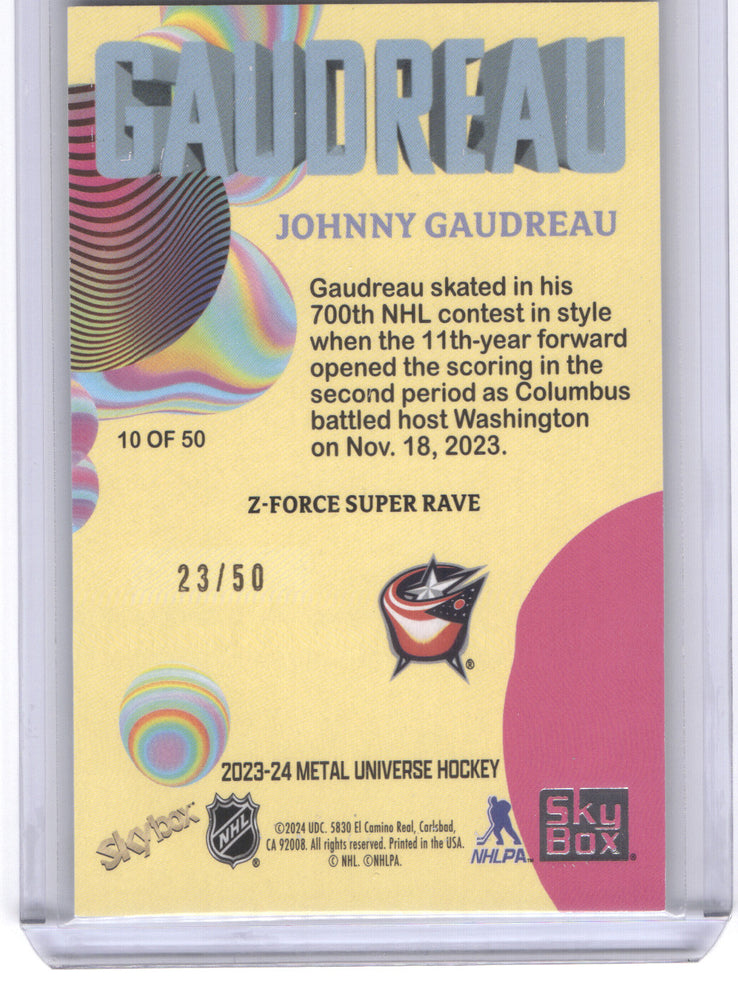 GAUDREAU
JOHNNY GAUDREAU
Gaudreau skated in his
700th NHL contest in style
when the 11th-year forward
opened the scoring in the
second period as Columbus
battled host Washington
on Nov. 18, 2023.
10 OF 50
Z-FORCE SUPER RAVE
23/50
®
2023-24 METAL UNIVERSE HOCKEY
Skybox™
NHL ®
©2024 UDC. 5830 El Camino Real, Carlsbad,
CA 92008. All rights reserved. Printed in the USA.
© NHL. ©NHLPA.
NHLPA™
Sky
Box ®